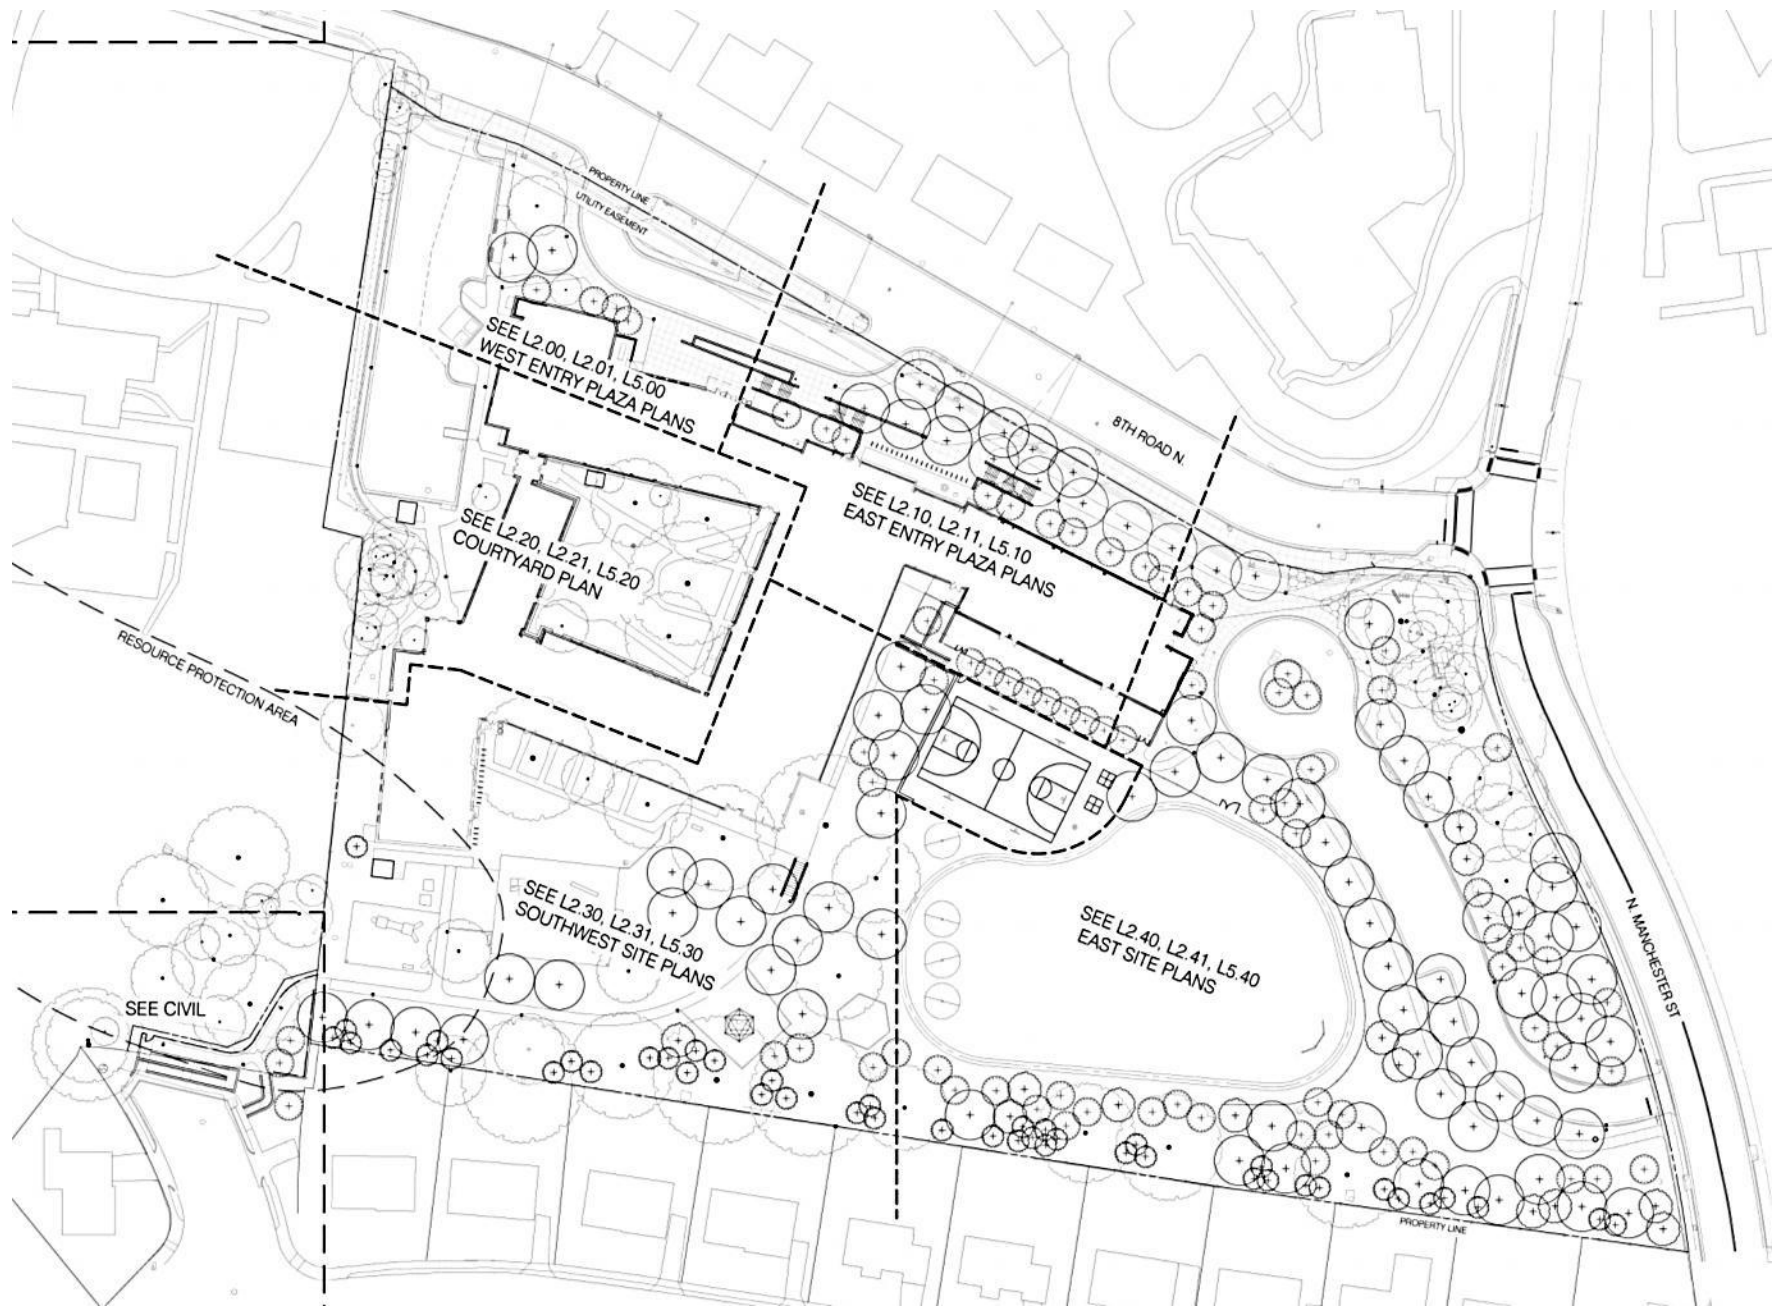 PROPERTY LINE
UTILITY EASEMENT
SEE L2.00, L2.01, L5.00
WEST ENTRY PLAZA PLANS
8TH ROAD N.
SEE L2.10, L2.11, L5.10
EAST ENTRY PLAZA PLANS
SEE L2.20, L2.21, L5.20
COURTYARD PLAN
RESOURCE PROTECTION AREA
SEE L2.30, L2.31, L5.30
SOUTHWEST SITE PLANS
SEE L2.40, L2.41, L5.40
EAST SITE PLANS
N. MANCHESTER ST
SEE CIVIL
PROPERTY LINE